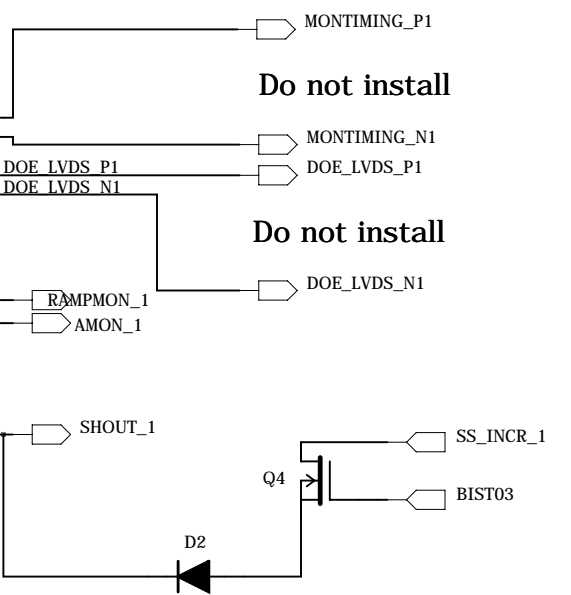 MONTIMING_P1
Do not install
MONTIMING_N1
DOE_LVDS_P1
DOE_LVDS_P1
DOE_LVDS_N1
Do not install
DOE_LVDS_N1
RAMPMON_1
AMON_1
SHOUT_1
SS_INCR_1
Q4
BIST03
D2